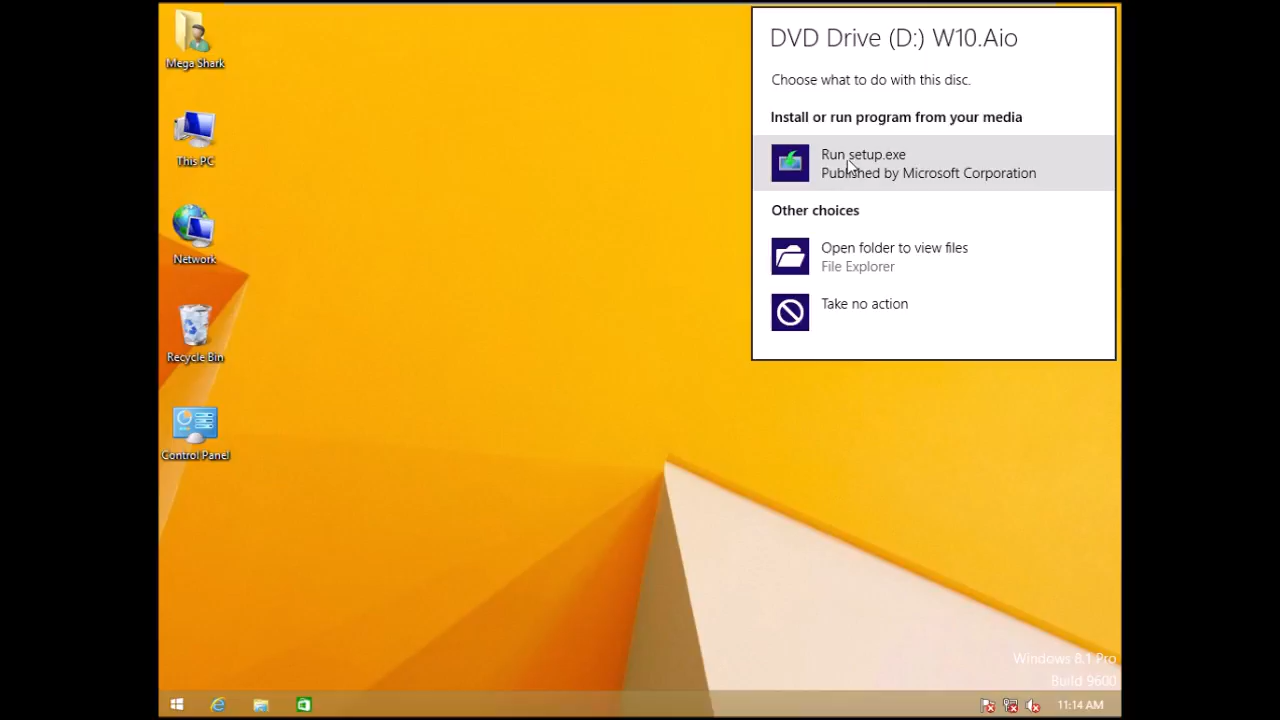 Mega Shark
This PC
Network
Recycle Bin
Control Panel
DVD Drive (D:) W10.Aio
Choose what to do with this disc.
Install or run program from your media
Run setup.exe
Published by Microsoft Corporation
Other choices
Open folder to view files
File Explorer
Take no action
Windows 8.1 Pro
Build 9600
11:14 AM